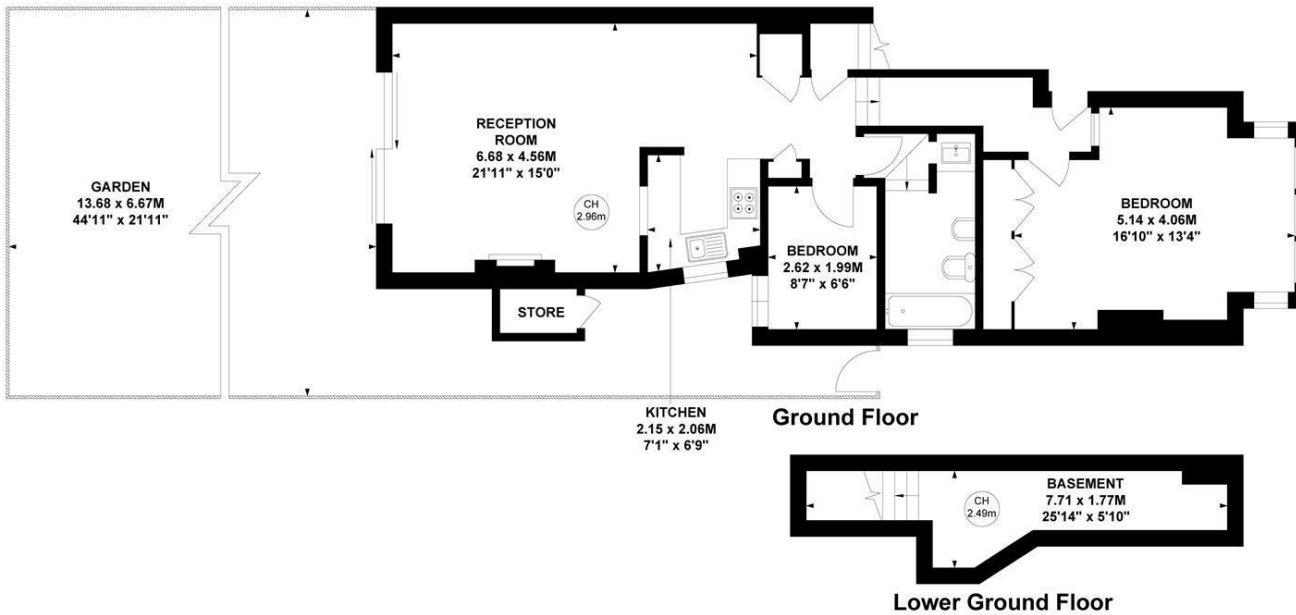 GARDEN
13.68 x 6.67M
44'11" x 21'11"
RECEPTION
ROOM
6.68 x 4.56M
21'11" x 15'0"
CH
2.96m
STORE
KITCHEN
2.15 x 2.06M
7'1" x 6'9"
BEDROOM
2.62 x 1.99M
8'7" x 6'6"
BEDROOM
5.14 x 4.06M
16'10" x 13'4"
Ground Floor
BASEMENT
7.71 x 1.77M
25'14" x 5'10"
CH
2.49m
Lower Ground Floor